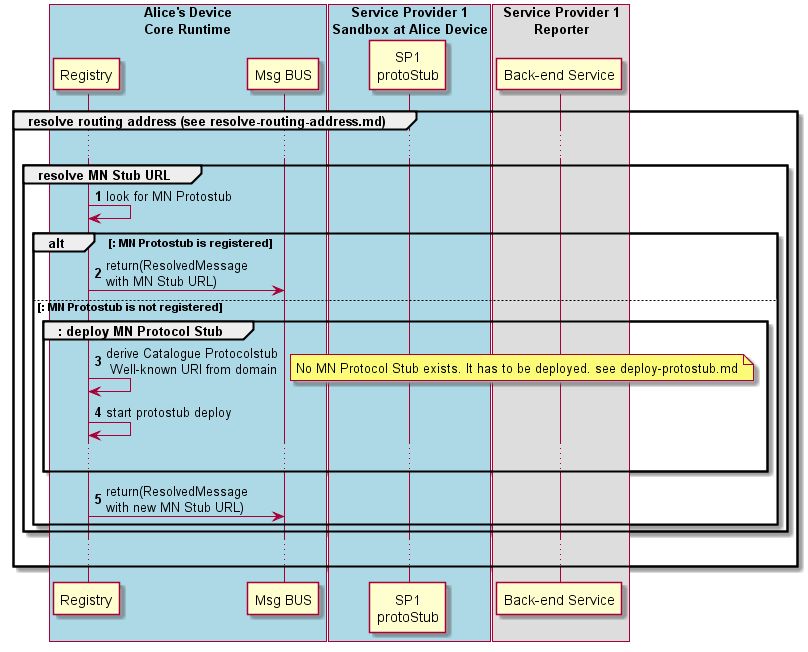 Alice's Device
Core Runtime
Service Provider 1
Sandbox at Alice Device
Service Provider 1
Reporter
Registry
Msg BUS
SP1
protoStub
Back-end Service
resolve routing address (see resolve-routing-address.md)
resolve MN Stub URL
1 look for MN Protostub
alt [: MN Protostub is registered]
2 return(ResolvedMessage
with MN Stub URL)
[: MN Protostub is not registered]
: deploy MN Protocol Stub
3 derive Catalogue Protocolstub
Well-known URI from domain
No MN Protocol Stub exists. It has to be deployed. see deploy-protostub.md
4 start protostub deploy
5 return(ResolvedMessage
with new MN Stub URL)
Registry
Msg BUS
SP1
protoStub
Back-end Service